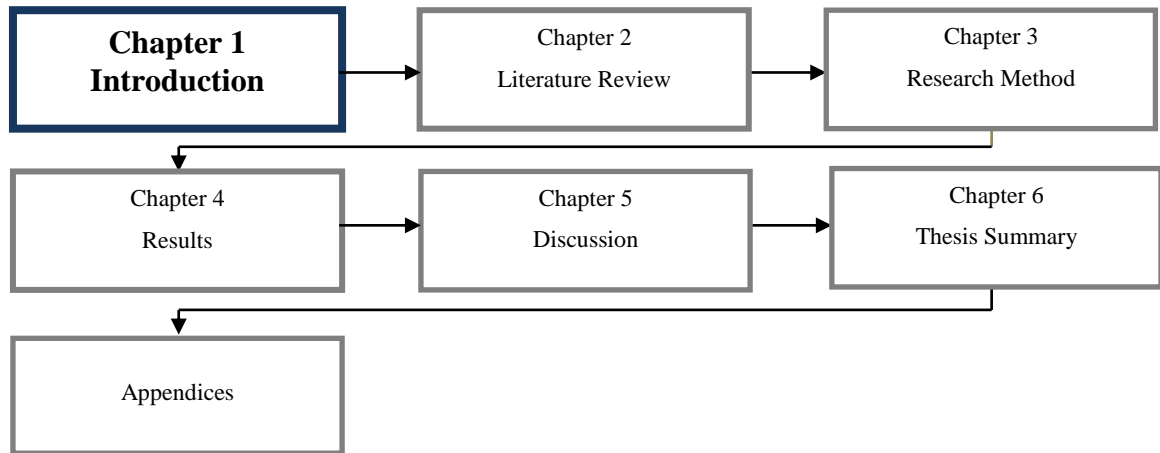 Chapter 1
Introduction
Chapter 2
Literature Review
Chapter 3
Research Method
Chapter 4
Results
Chapter 5
Discussion
Chapter 6
Thesis Summary
Appendices